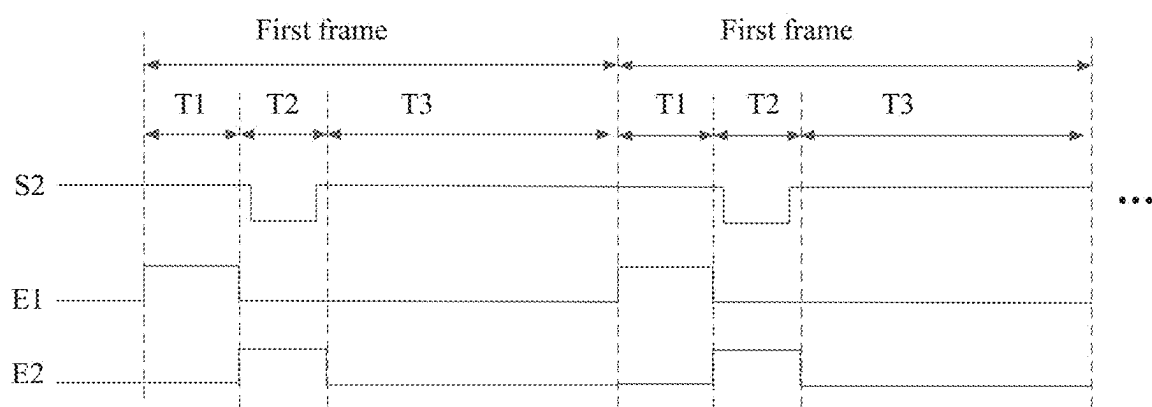 First frame First frame
T1 T2 T3 T1 T2 T3
S2
...
E1
E2